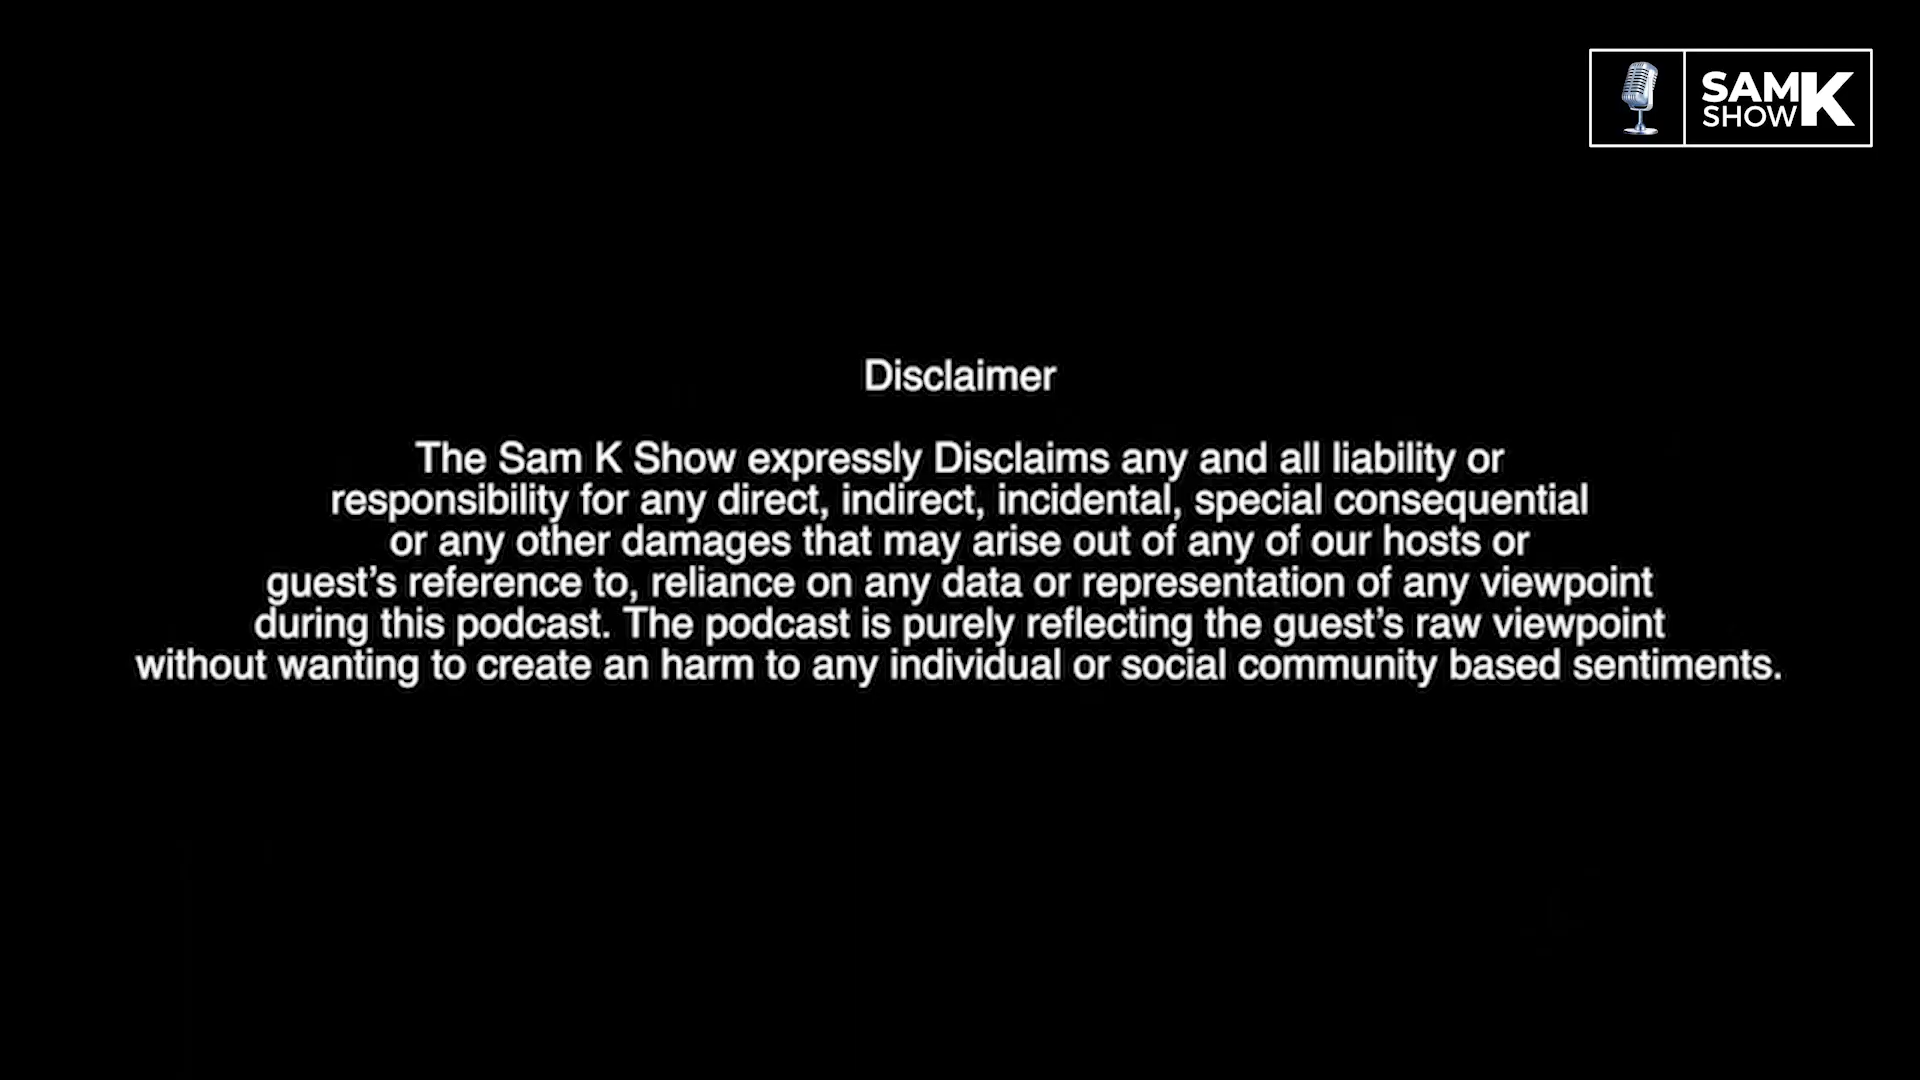 SAM K
SHOW
Disclaimer
The Sam K Show expressly Disclaims any and all liability or
responsibility for any direct, indirect, incidental, special consequential
or any other damages that may arise out of any of our hosts or
guest’s reference to, reliance on any data or representation of any viewpoint
during this podcast. The podcast is purely reflecting the guest’s raw viewpoint
without wanting to create an harm to any individual or social community based sentiments.